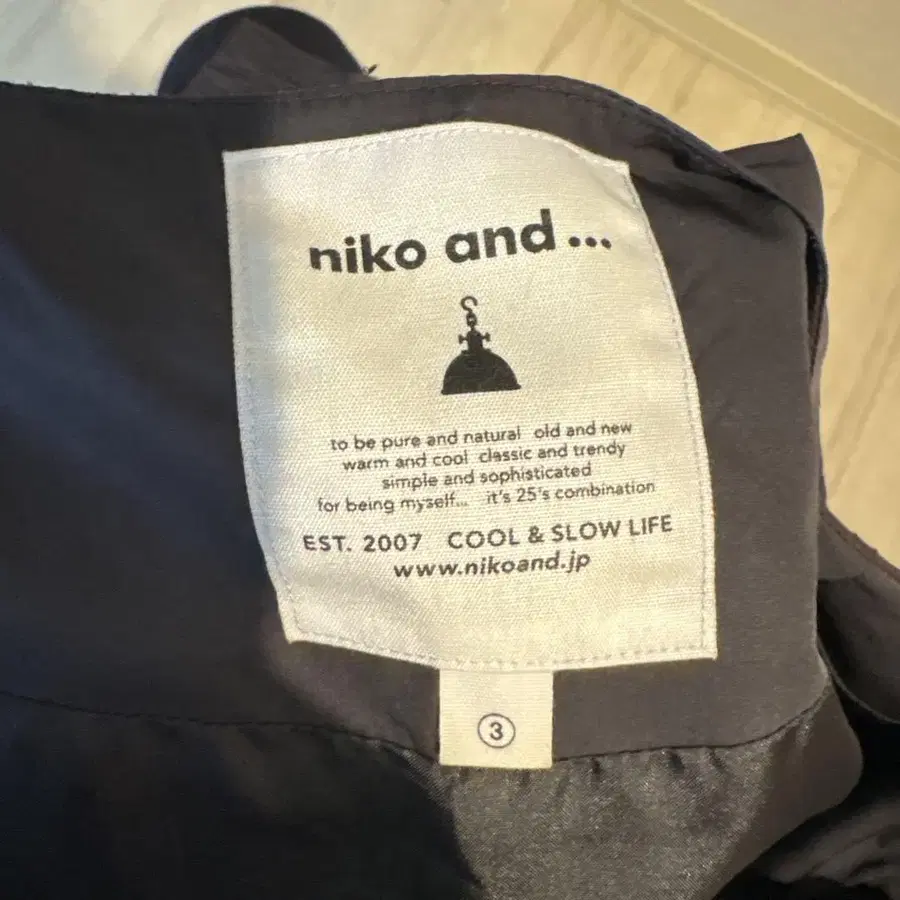 niko and...
to be pure and natural old and new
warm and cool classic and trendy
simple and sophisticated
for being myself... it's 25's combination
EST. 2007 COOL & SLOW LIFE
www.nikoand.jp
③